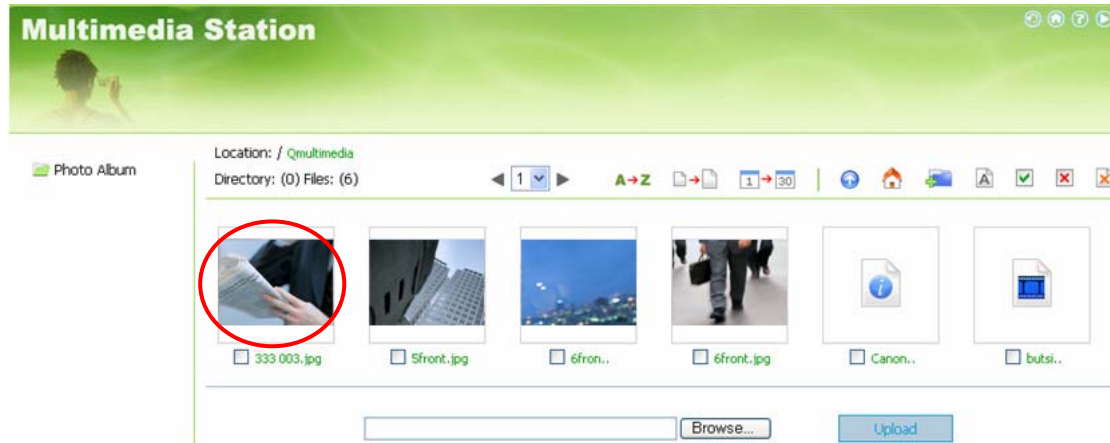 Multimedia Station
Photo Album
Location: / Qmultimedia
Directory: (0) Files: (6)
1
A→Z
1→30
A
333 003.jpg
5front.jpg
6fron..
6front.jpg
Canon..
butsi..
Browse...
Upload